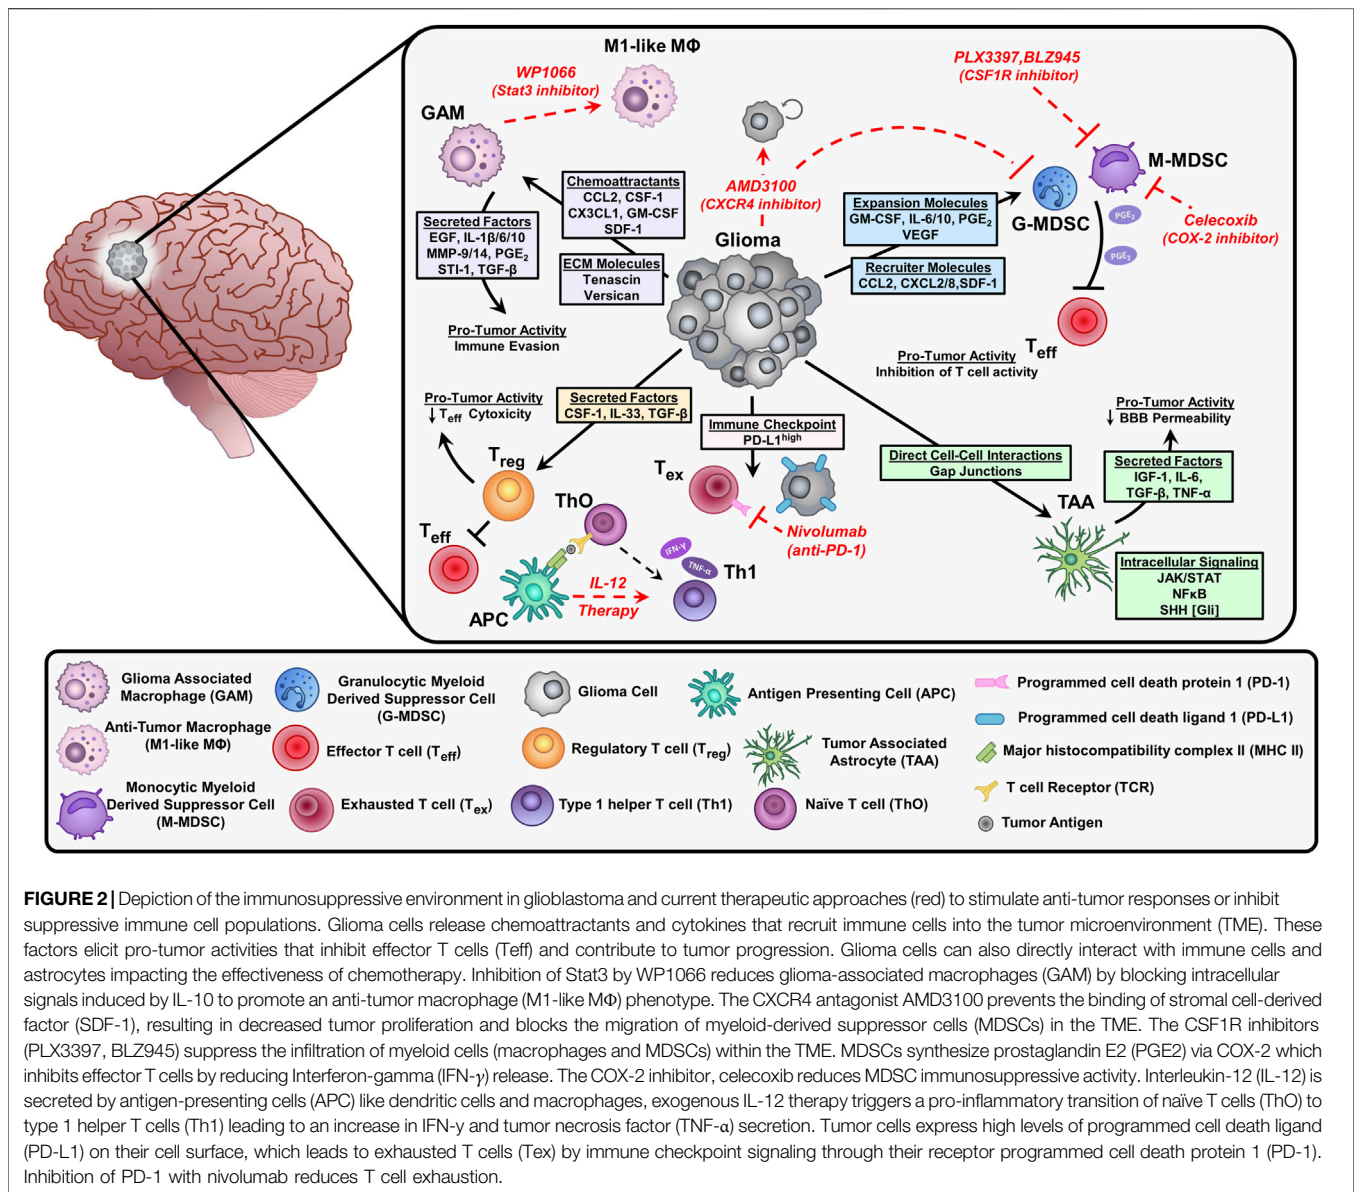 M1-like MΦ
WP1066
(Stat3 inhibitor)
GAM
PLX3397,BLZ945
(CSF1R inhibitor)
M-MDSC
AMD3100
(CXCR4 inhibitor)
Chemoattractants
CCL2, CSF-1
CX3CL1, GM-CSF
SDF-1
Secreted Factors
EGF, IL-1β/6/10
MMP-9/14, PGE2
STI-1, TGF-β
ECM Molecules
Tenascin
Versican
Glioma
Expansion Molecules
GM-CSF, IL-6/10, PGE2
VEGF
Recruiter Molecules
CCL2, CXCL2/8,SDF-1
G-MDSC
PGE2
PGE2
Celecoxib
(COX-2 inhibitor)
Pro-Tumor Activity
Immune Evasion
Teff
Pro-Tumor Activity
Inhibition of T cell activity
Pro-Tumor Activity
↓ Teff Cytoxicity
Secreted Factors
CSF-1, IL-33, TGF-β
Immune Checkpoint
PD-L1high
Direct Cell-Cell Interactions
Gap Junctions
Pro-Tumor Activity
↓ BBB Permeability
Secreted Factors
IGF-1, IL-6,
TGF-β, TNF-α
Treg
Teff
ThO
Tex
Nivolumab
(anti-PD-1)
TAA
IFN-γ
TNF-α
Th1
IL-12
Therapy
APC
Intracellular Signaling
JAK/STAT
NFκB
SHH [Gli]
Glioma Associated
Macrophage (GAM)
Anti-Tumor Macrophage
(M1-like MΦ)
Monocytic Myeloid
Derived Suppressor Cell
(M-MDSC)
Granulocytic Myeloid
Derived Suppressor Cell
(G-MDSC)
Effector T cell (Teff)
Exhausted T cell (Tex)
Glioma Cell
Regulatory T cell (Treg)
Type 1 helper T cell (Th1)
Antigen Presenting Cell (APC)
Tumor Associated
Astrocyte (TAA)
Naïve T cell (ThO)
Programmed cell death protein 1 (PD-1)
Programmed cell death ligand 1 (PD-L1)
Major histocompatibility complex II (MHC II)
T cell Receptor (TCR)
Tumor Antigen
FIGURE 2 | Depiction of the immunosuppressive environment in glioblastoma and current therapeutic approaches (red) to stimulate anti-tumor responses or inhibit
suppressive immune cell populations. Glioma cells release chemoattractants and cytokines that recruit immune cells into the tumor microenvironment (TME). These
factors elicit pro-tumor activities that inhibit effector T cells (Teff) and contribute to tumor progression. Glioma cells can also directly interact with immune cells and
astrocytes impacting the effectiveness of chemotherapy. Inhibition of Stat3 by WP1066 reduces glioma-associated macrophages (GAM) by blocking intracellular
signals induced by IL-10 to promote an anti-tumor macrophage (M1-like MΦ) phenotype. The CXCR4 antagonist AMD3100 prevents the binding of stromal cell-derived
factor (SDF-1), resulting in decreased tumor proliferation and blocks the migration of myeloid-derived suppressor cells (MDSCs) in the TME. The CSF1R inhibitors
(PLX3397, BLZ945) suppress the infiltration of myeloid cells (macrophages and MDSCs) within the TME. MDSCs synthesize prostaglandin E2 (PGE2) via COX-2 which
inhibits effector T cells by reducing Interferon-gamma (IFN-γ) release. The COX-2 inhibitor, celecoxib reduces MDSC immunosuppressive activity. Interleukin-12 (IL-12) is
secreted by antigen-presenting cells (APC) like dendritic cells and macrophages, exogenous IL-12 therapy triggers a pro-inflammatory transition of naïve T cells (ThO) to
type 1 helper T cells (Th1) leading to an increase in IFN-y and tumor necrosis factor (TNF-α) secretion. Tumor cells express high levels of programmed cell death ligand
(PD-L1) on their cell surface, which leads to exhausted T cells (Tex) by immune checkpoint signaling through their receptor programmed cell death protein 1 (PD-1).
Inhibition of PD-1 with nivolumab reduces T cell exhaustion.